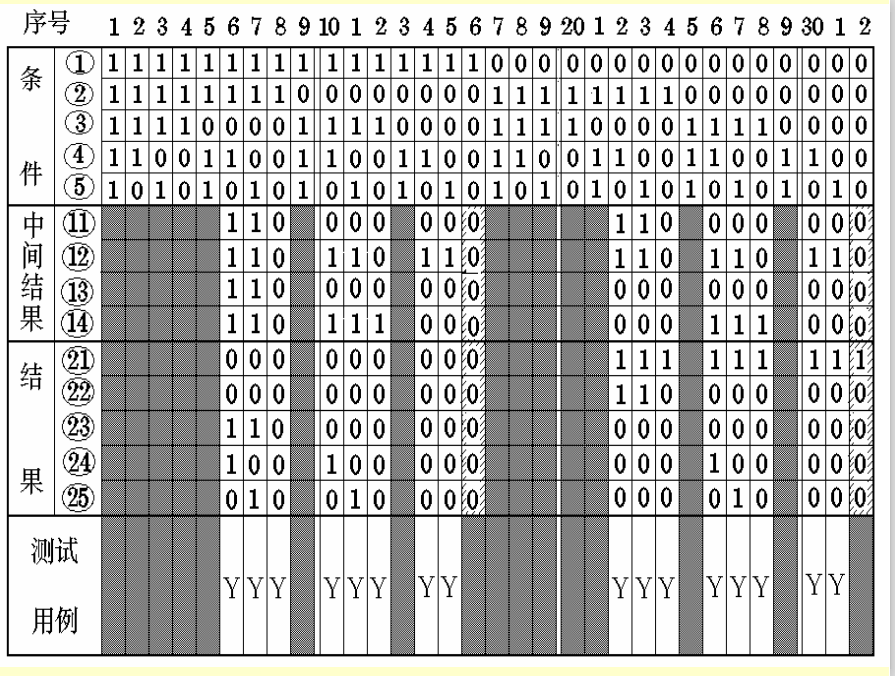 序号 1 2 3 4 5 6 7 8 9 10 1 2 3 4 5 6 7 8 9 20 1 2 3 4 5 6 7 8 9 30 1 2
条件
① 1 1 1 1 1 1 1 1 1 1 1 1 1 1 1 1 0 0 0 0 0 0 0 0 0 0 0 0 0 0 0 0
② 1 1 1 1 1 1 1 1 0 0 0 0 0 0 0 0 1 1 1 1 1 1 1 1 0 0 0 0 0 0 0 0
③ 1 1 1 1 0 0 0 0 1 1 1 1 0 0 0 0 1 1 1 1 0 0 0 0 1 1 1 1 0 0 0 0
④ 1 1 0 0 1 1 0 0 1 1 0 0 1 1 0 0 1 1 0 0 1 1 0 0 1 1 0 0 1 1 0 0
⑤ 1 0 1 0 1 0 1 0 1 0 1 0 1 0 1 0 1 0 1 0 1 0 1 0 1 0 1 0 1 0 1 0
中间结果
⑪ 1 1 0 0 0 0 0 0 0 1 1 0 0 0 0 0 0 0
⑫ 1 1 0 1 1 0 1 1 0 1 1 0 1 1 0 1 1 0
⑬ 1 1 0 0 0 0 0 0 0 0 0 0 0 0 0 0 0 0
⑭ 1 1 0 1 1 1 0 0 0 0 0 0 1 1 1 0 0 0
结果
㉑ 0 0 0 0 0 0 0 0 0 1 1 1 1 1 1 1 1 1
㉒ 0 0 0 0 0 0 0 0 0 1 1 0 0 0 0 0 0 0
㉓ 1 1 0 0 0 0 0 0 0 0 0 0 0 0 0 0 0 0
㉔ 1 0 0 1 0 0 0 0 0 0 0 0 1 0 0 0 0 0
㉕ 0 1 0 0 1 0 0 0 0 0 0 0 0 1 0 0 0 0
测试用例 Y Y Y Y Y Y Y Y Y Y Y Y Y Y Y Y